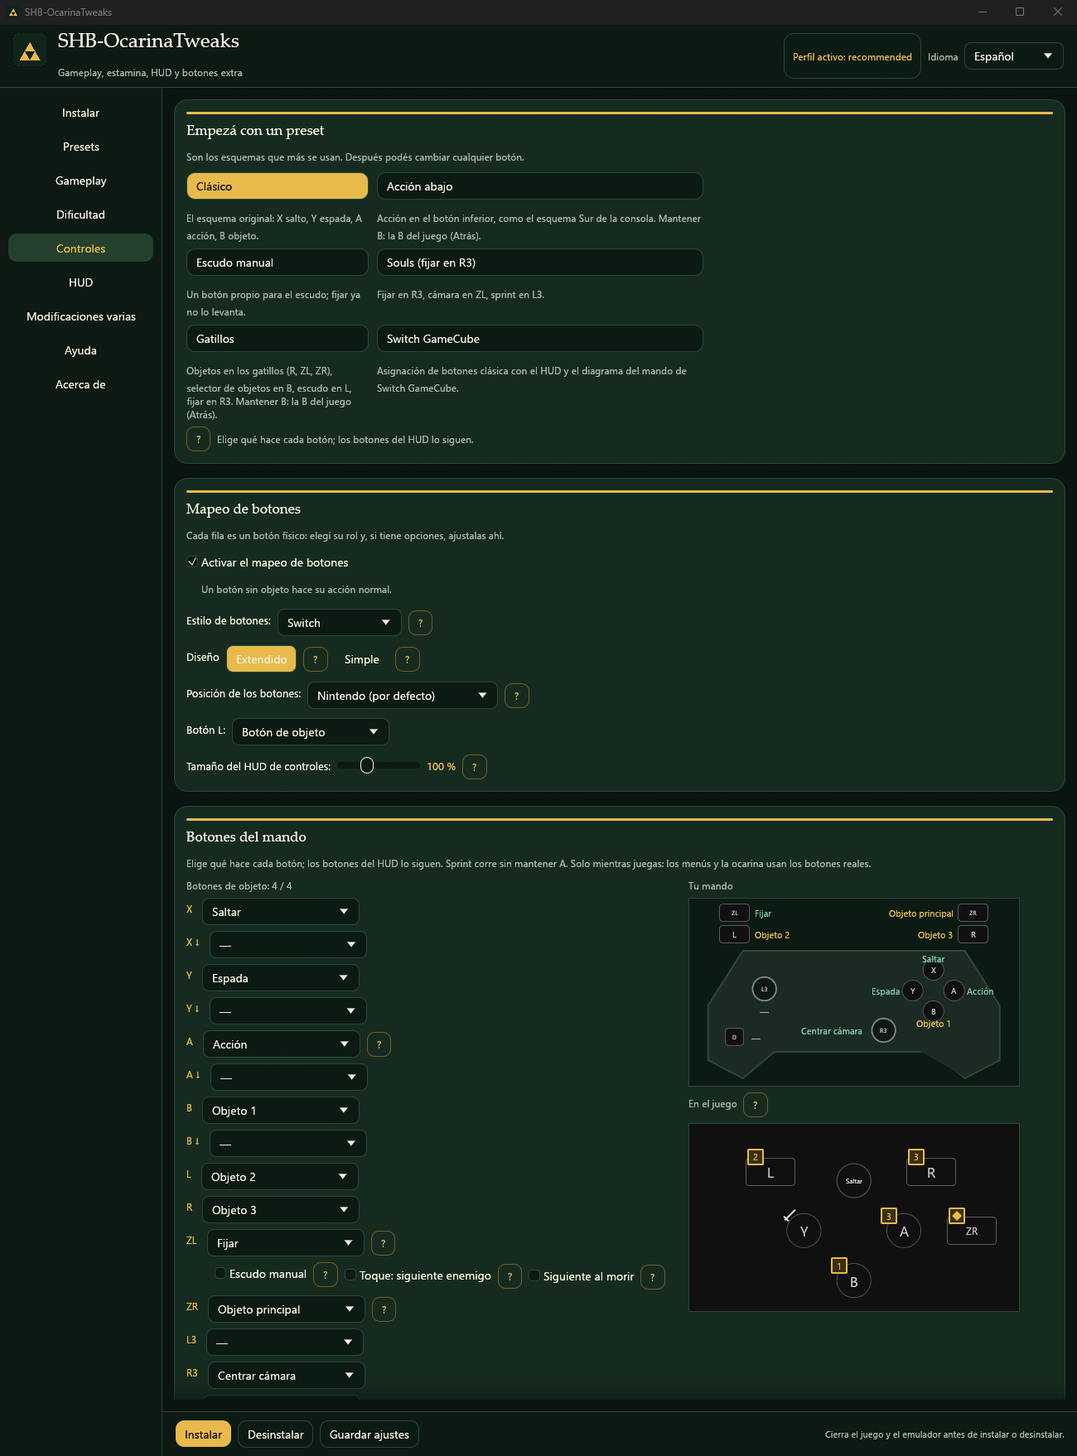 SHB-OcarinaTweaks
SHB-OcarinaTweaks
Gameplay, estamina, HUD y botones extra
Perfil activo: recommended
Idioma
Español
Instalar
Presets
Gameplay
Dificultad
Controles
HUD
Modificaciones varias
Ayuda
Acerca de
Empezá con un preset
Son los esquemas que más se usan. Después podés cambiar cualquier botón.
Clásico
Acción abajo
El esquema original: X salto, Y espada, A
acción, B objeto.
Acción en el botón inferior, como el esquema Sur de la consola. Mantener
B: la B del juego (Atrás).
Escudo manual
Souls (fijar en R3)
Un botón propio para el escudo; fijar ya
no lo levanta.
Fijar en R3, cámara en ZL, sprint en L3.
Gatillos
Switch GameCube
Objetos en los gatillos (R, ZL, ZR),
selector de objetos en B, escudo en L,
fijar en R3. Mantener B: la B del juego
(Atrás).
Asignación de botones clásica con el HUD y el diagrama del mando de
Switch GameCube.
? Elige qué hace cada botón; los botones del HUD lo siguen.
Mapeo de botones
Cada fila es un botón físico: elegí su rol y, si tiene opciones, ajustalas ahí.
Activar el mapeo de botones
Un botón sin objeto hace su acción normal.
Estilo de botones: Switch ?
Diseño Extendido ? Simple ?
Posición de los botones: Nintendo (por defecto) ?
Botón L: Botón de objeto
Tamaño del HUD de controles: 100 % ?
Botones del mando
Elige qué hace cada botón; los botones del HUD lo siguen. Sprint corre sin mantener A. Solo mientras juegas: los menús y la ocarina usan los botones reales.
Botones de objeto: 4 / 4
X Saltar
X ↓ —
Y Espada
Y ↓ —
A Acción ?
A ↓ —
B Objeto 1
B ↓ —
L Objeto 2
R Objeto 3
ZL Fijar ?
Escudo manual ? Toque: siguiente enemigo ? Siguiente al morir ?
ZR Objeto principal ?
L3 —
R3 Centrar cámara
Tu mando
ZL Fijar Objeto principal ZR
L Objeto 2 Objeto 3 R
Saltar
X
L3 Espada Y A Acción
—
B
Objeto 1
Centrar cámara R3
—
En el juego ?
2 L
Saltar
3 R
Y
3 A
ZR
1 B
Instalar
Desinstalar
Guardar ajustes
Cierra el juego y el emulador antes de instalar o desinstalar.